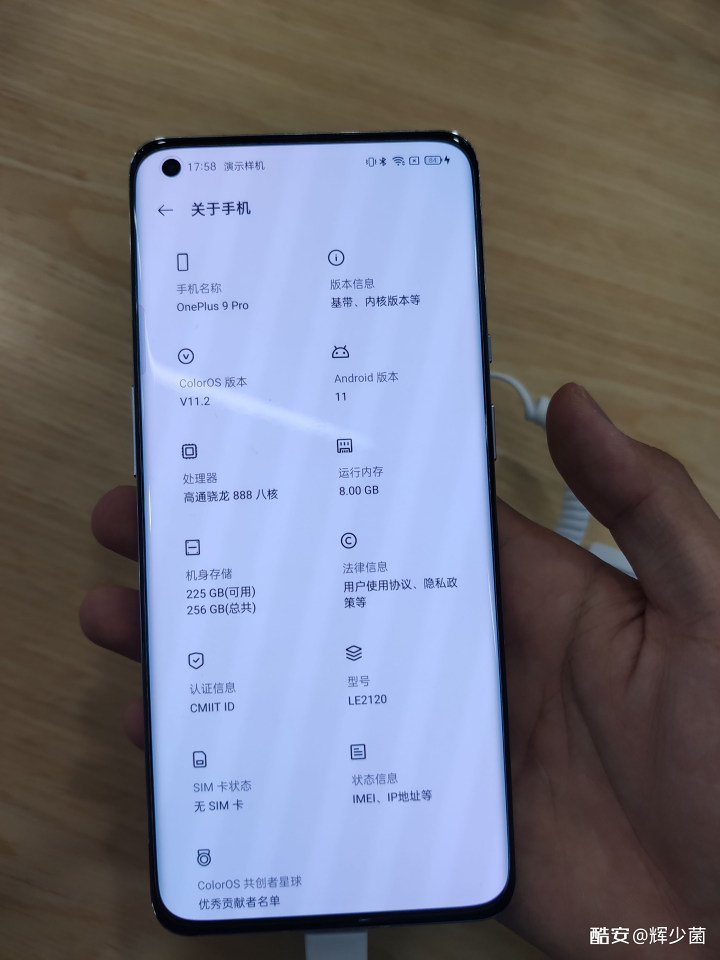 17:58 演示样机
关于手机
手机名称
OnePlus 9 Pro
版本信息
基带、内核版本等
ColorOS 版本
V11.2
Android 版本
11
处理器
高通骁龙 888 八核
运行内存
8.00 GB
机身存储
225 GB(可用)
256 GB(总共)
法律信息
用户使用协议、隐私政
策等
认证信息
CMIIT ID
型号
LE2120
SIM 卡状态
无 SIM 卡
状态信息
IMEI、IP地址等
ColorOS 共创者星球
优秀贡献者名单
酷安@辉少菌